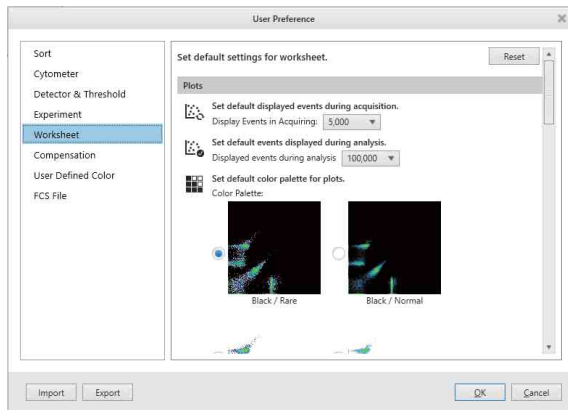 User Preference
Sort
Cytometer
Detector & Threshold
Experiment
Worksheet
Compensation
User Defined Color
FCS File
Set default settings for worksheet.
Reset
Plots
Set default displayed events during acquisition.
Display Events in Acquiring: 5,000
Set default events displayed during analysis.
Displayed events during analysis 100,000
Set default color palette for plots.
Color Palette:
Black / Rare
Black / Normal
Import
Export
OK
Cancel